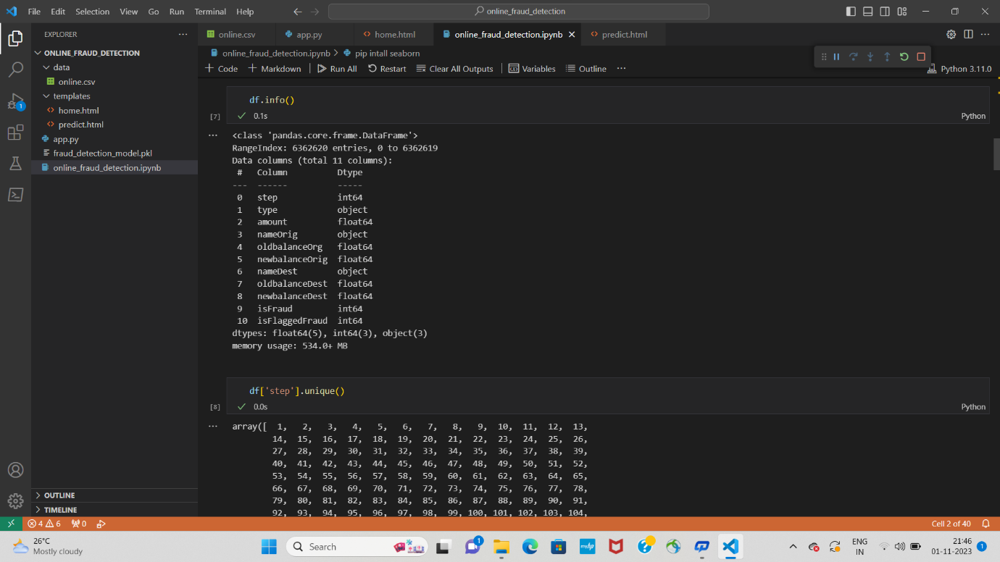 File Edit Selection View Go Run Terminal Help
online_fraud_detection
EXPLORER
ONLINE_FRAUD_DETECTION
data
online.csv
templates
home.html
predict.html
app.py
fraud_detection_model.pkl
online_fraud_detection.ipynb
OUTLINE
TIMELINE
online.csv app.py home.html online_fraud_detection.ipynb predict.html
online_fraud_detection.ipynb > pip intall seaborn
Code Markdown Run All Restart Clear All Outputs Variables Outline Python 3.11.0
df.info()
[7] 0.1s Python
<class 'pandas.core.frame.DataFrame'>
RangeIndex: 6362620 entries, 0 to 6362619
Data columns (total 11 columns):
# Column Dtype
--- ------ -----
0 step int64
1 type object
2 amount float64
3 nameOrig object
4 oldbalanceOrg float64
5 newbalanceOrig float64
6 nameDest object
7 oldbalanceDest float64
8 newbalanceDest float64
9 isFraud int64
10 isFlaggedFraud int64
dtypes: float64(5), int64(3), object(3)
memory usage: 534.0+ MB
df['step'].unique()
[8] 0.0s Python
array([ 1, 2, 3, 4, 5, 6, 7, 8, 9, 10, 11, 12, 13,
14, 15, 16, 17, 18, 19, 20, 21, 22, 23, 24, 25, 26,
27, 28, 29, 30, 31, 32, 33, 34, 35, 36, 37, 38, 39,
40, 41, 42, 43, 44, 45, 46, 47, 48, 49, 50, 51, 52,
53, 54, 55, 56, 57, 58, 59, 60, 61, 62, 63, 64, 65,
66, 67, 68, 69, 70, 71, 72, 73, 74, 75, 76, 77, 78,
79, 80, 81, 82, 83, 84, 85, 86, 87, 88, 89, 90, 91,
92, 93, 94, 95, 96, 97, 98, 99, 100, 101, 102, 103, 104,
4 6 0 Cell 2 of 40
26°C
Mostly cloudy
Search
1
myhp
ENG
IN
21:46
01-11-2023
1